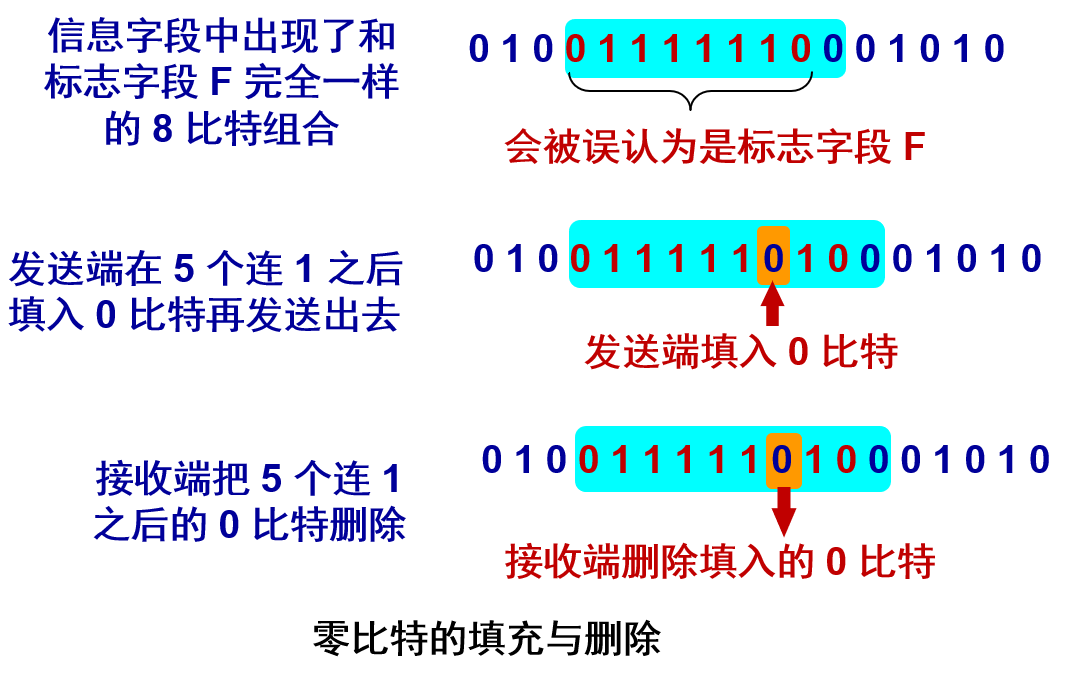 信息字段中出现了和
标志字段 F 完全一样
的 8 比特组合
0 1 0 0 1 1 1 1 1 1 0 0 0 1 0 1 0
会被误认为是标志字段 F
发送端在 5 个连 1 之后
填入 0 比特再发送出去
0 1 0 0 1 1 1 1 1 0 1 0 0 0 1 0 1 0
发送端填入 0 比特
接收端把 5 个连 1
之后的 0 比特删除
0 1 0 0 1 1 1 1 1 0 1 0 0 0 1 0 1 0
接收端删除填入的 0 比特
零比特的填充与删除